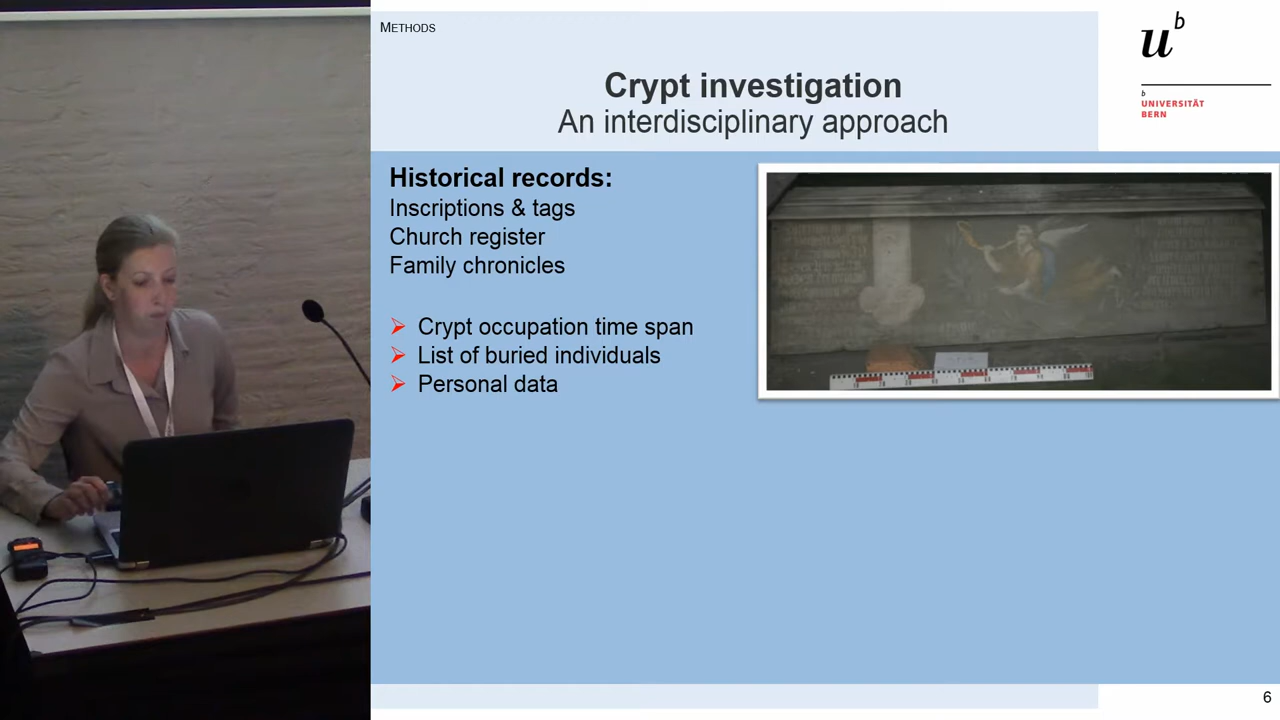 METHODS
Crypt investigation
An interdisciplinary approach
u b
b
UNIVERSITÄT
BERN
Historical records:
Inscriptions & tags
Church register
Family chronicles
➢ Crypt occupation time span
➢ List of buried individuals
➢ Personal data
6